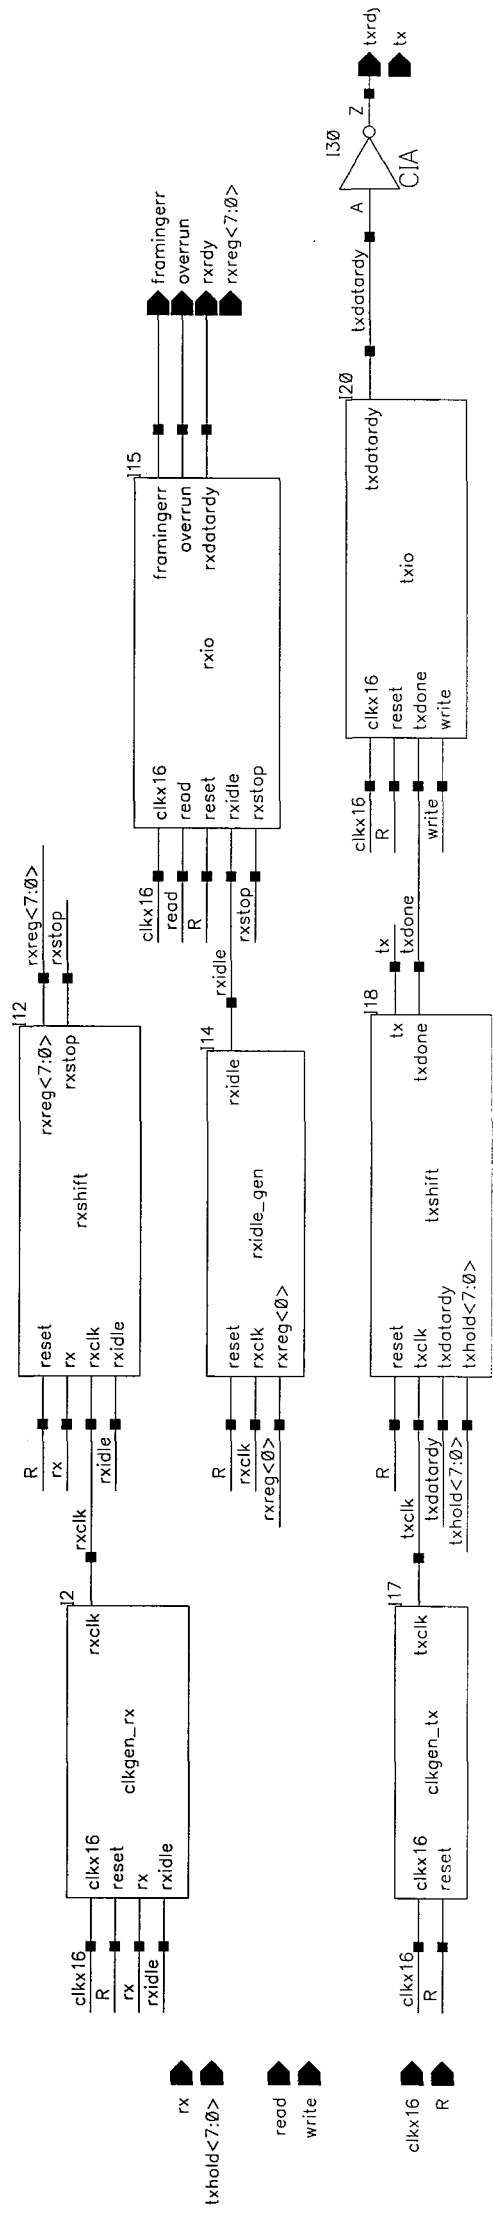 rx
txhold<7:0>
read
write
clkx16
R
clkx16
R
rx
rxidle
clkx16
reset
rx
rxidle
clkgen_rx
rxclk
I2
rxclk
R
rx
rxidle
reset
rx
rxclk
rxidle
rxshift
rxreg<7:0>
rxstop
I12
rxreg<7:0>
rxstop
R
rxclk
rxreg<0>
reset
rxclk
rxreg<0>
rxidle_gen
rxidle
I14
rxidle
clkx16
read
R
rxstop
clkx16
read
reset
rxidle
rxstop
rxio
framingerr
overrun
rxdatardy
I15
framingerr
overrun
rxrdy
rxreg<7:0>
clkx16
R
clkx16
reset
clkgen_tx
txclk
I17
txclk
R
txdatardy
txhold<7:0>
reset
txclk
txdatardy
txhold<7:0>
txshift
tx
txdone
I18
tx
txdone
clkx16
R
write
clkx16
reset
txdone
write
txio
txdatardy
I20
txdatardy
A
I30
CIA
Z
txrdy
tx